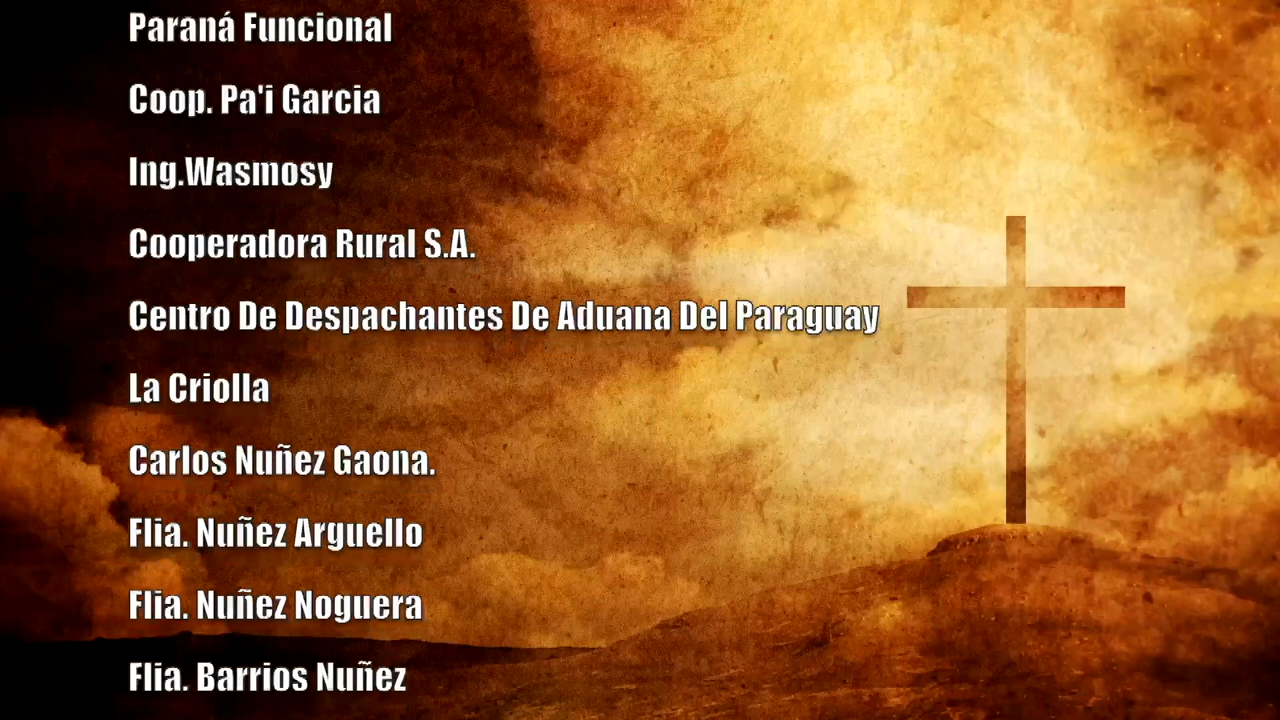 Paraná Funcional
Coop. Pa'i Garcia
Ing.Wasmosy
Cooperadora Rural S.A.
Centro De Despachantes De Aduana Del Paraguay
La Criolla
Carlos Nuñez Gaona.
Flia. Nuñez Arguello
Flia. Nuñez Noguera
Flia. Barrios Nuñez